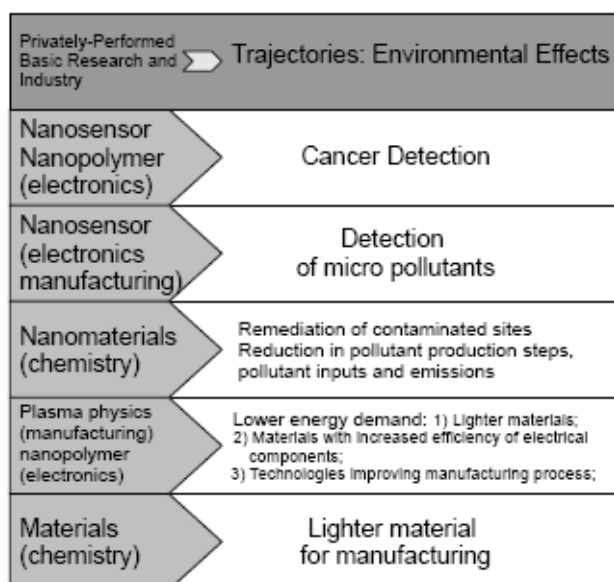 Privately-Performed
Basic Research and
Industry
Trajectories: Environmental Effects
Nanosensor
Nanopolymer
(electronics)
Cancer Detection
Nanosensor
(electronics
manufacturing)
Detection
of micro pollutants
Nanomaterials
(chemistry)
Remediation of contaminated sites
Reduction in pollutant production steps,
pollutant inputs and emissions
Plasma physics
(manufacturing)
nanopolymer
(electronics)
Lower energy demand: 1) Lighter materials;
2) Materials with increased efficiency of electrical
components;
3) Technologies improving manufacturing process;
Materials
(chemistry)
Lighter material
for manufacturing